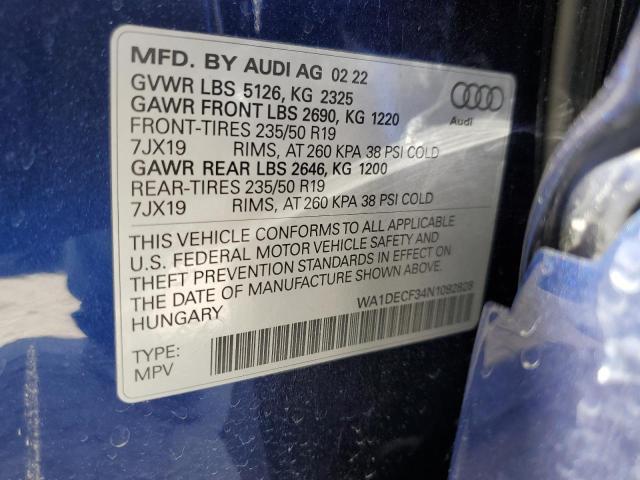 MFD. BY AUDI AG 02 22
GVWR LBS 5126, KG 2325
GAWR FRONT LBS 2690, KG 1220
FRONT-TIRES 235/50 R19
7JX19 RIMS, AT 260 KPA 38 PSI COLD
GAWR REAR LBS 2646, KG 1200
REAR-TIRES 235/50 R19
7JX19 RIMS, AT 260 KPA 38 PSI COLD
Audi
THIS VEHICLE CONFORMS TO ALL APPLICABLE
U.S. FEDERAL MOTOR VEHICLE SAFETY AND
THEFT PREVENTION STANDARDS IN EFFECT ON
THE DATE OF MANUFACTURE SHOWN ABOVE.
HUNGARY
WA1DECF34N1092828
TYPE:
MPV